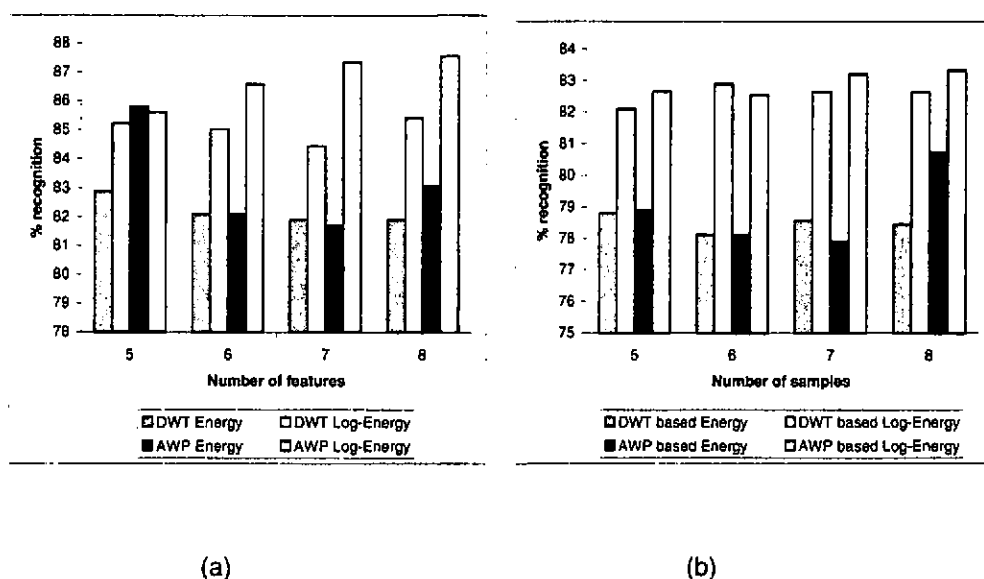 % recognition
88
87
86
85
84
83
82
81
80
79
78
5 6 7 8
Number of features
DWT Energy DWT Log-Energy
AWP Energy AWP Log-Energy
(a)
% recognition
84
83
82
81
80
79
78
77
76
75
5 6 7 8
Number of samples
DWT based Energy DWT based Log-Energy
AWP based Energy AWP based Log-Energy
(b)